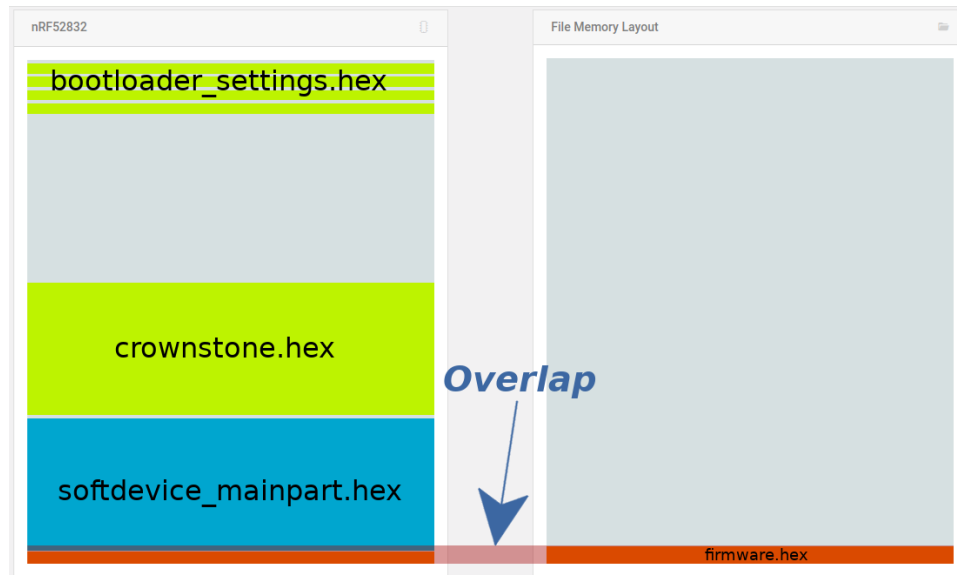 nRF52832
File Memory Layout
bootloader_settings.hex
crownstone.hex
Overlap
softdevice_mainpart.hex
firmware.hex